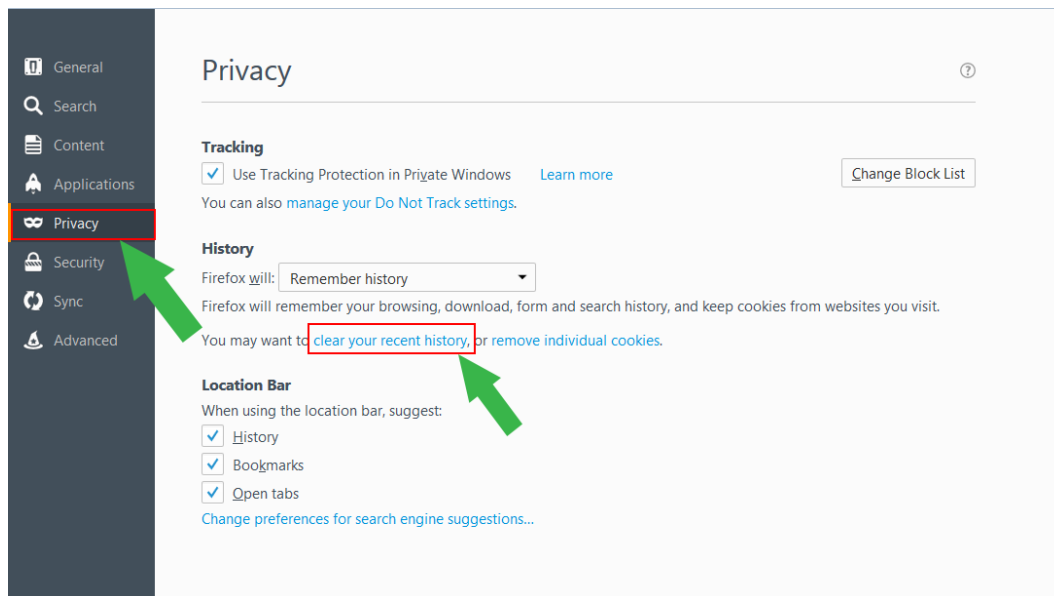 General
Search
Content
Applications
Privacy
Security
Sync
Advanced
Privacy
?
Tracking
Use Tracking Protection in Private Windows Learn more Change Block List
You can also manage your Do Not Track settings.
History
Firefox will: Remember history
Firefox will remember your browsing, download, form and search history, and keep cookies from websites you visit.
You may want to clear your recent history, or remove individual cookies.
Location Bar
When using the location bar, suggest:
History
Bookmarks
Open tabs
Change preferences for search engine suggestions...